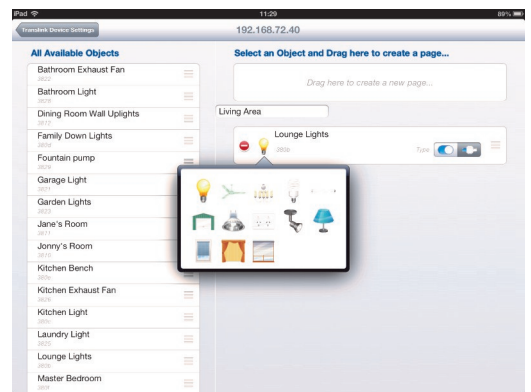 iPad
11:29
89%
Translink Device Settings
192.168.72.40
All Available Objects
Bathroom Exhaust Fan
3822
Bathroom Light
Dining Room Wall Uplights
Family Down Lights
Fountain pump
Garage Light
Garden Lights
Jane's Room
Jonny's Room
Kitchen Bench
Kitchen Exhaust Fan
Kitchen Light
Laundry Light
Lounge Lights
Master Bedroom
Select an Object and Drag here to create a page...
Drag here to create a new page...
Living Area
Lounge Lights
380b
Type